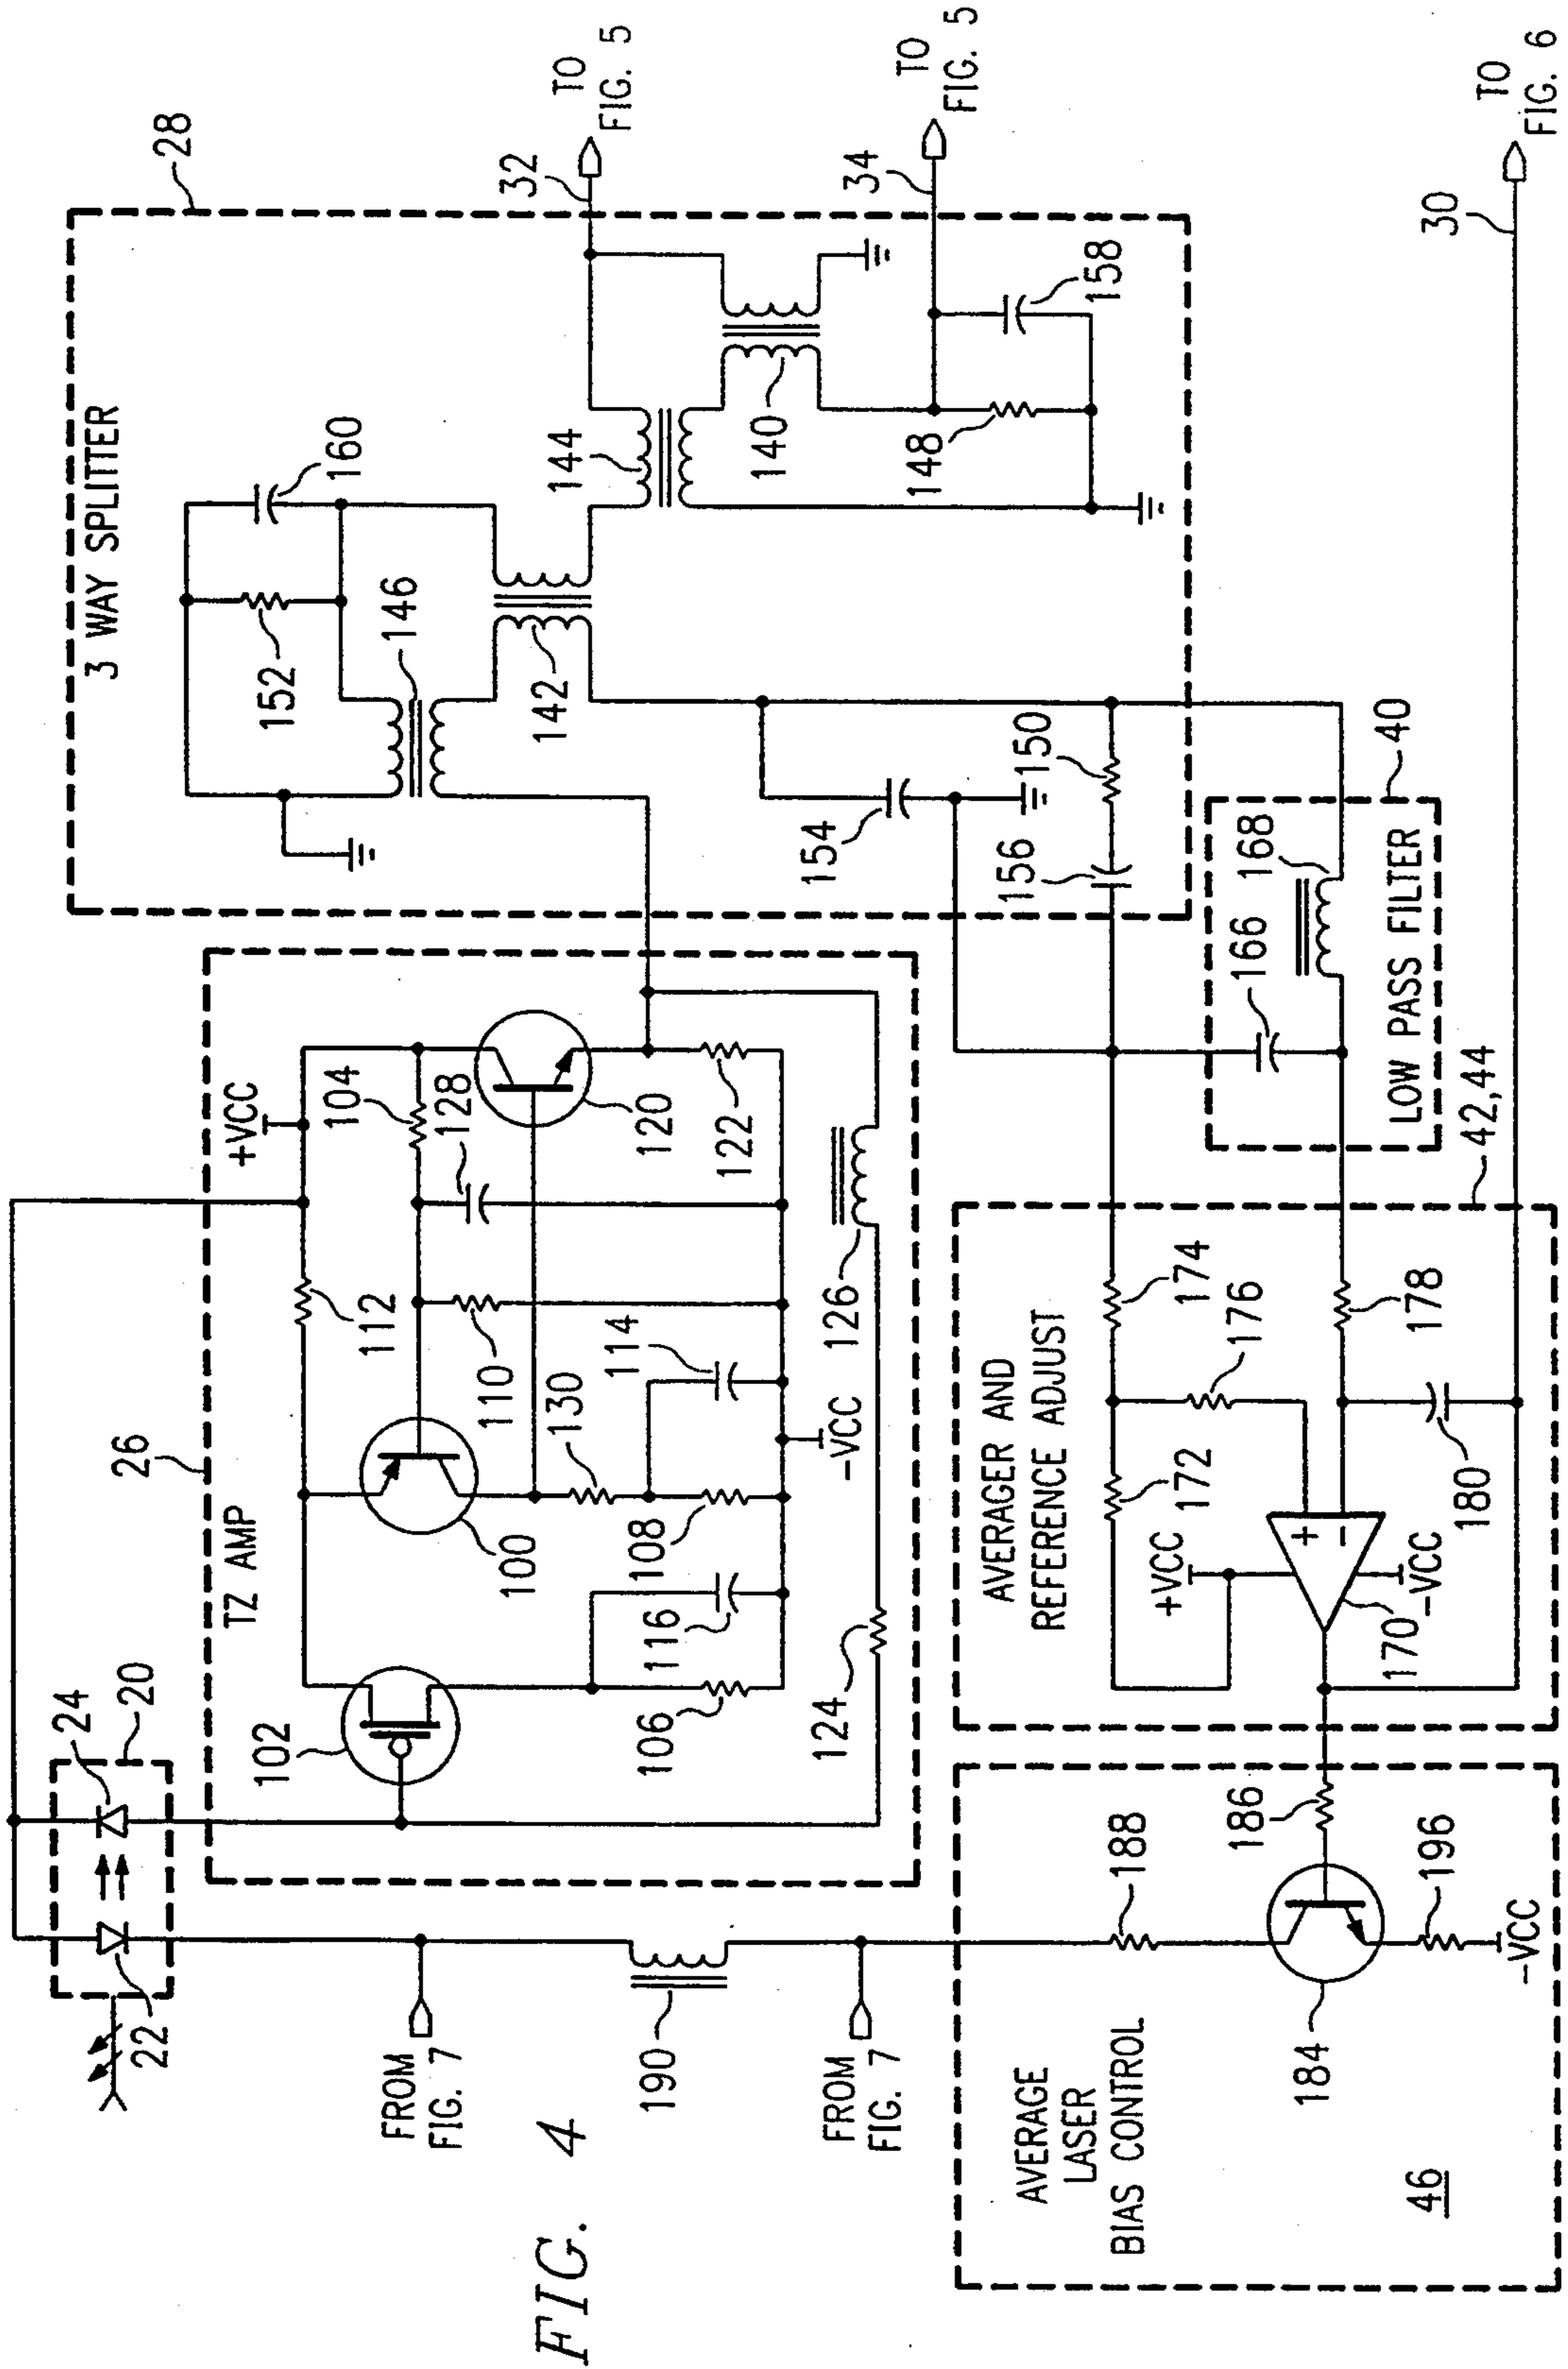 FIG. 4
20
24
22
FROM
FIG. 7
190
FROM
FIG. 7
26
TZ AMP
+VCC
102
112
104
128
100
110
120
130
114
116
108
106
122
-VCC
124
126
28
3 WAY SPLITTER
160
152
146
142
144
140
148
158
154
150
156
32
TO
FIG. 5
34
TO
FIG. 5
40
LOW PASS FILTER
166
168
42,44
AVERAGER AND
REFERENCE ADJUST
172
174
176
178
180
+VCC
+
-
170
-VCC
30
TO
FIG. 6
AVERAGE
LASER
BIAS CONTROL
46
188
186
184
196
-VCC